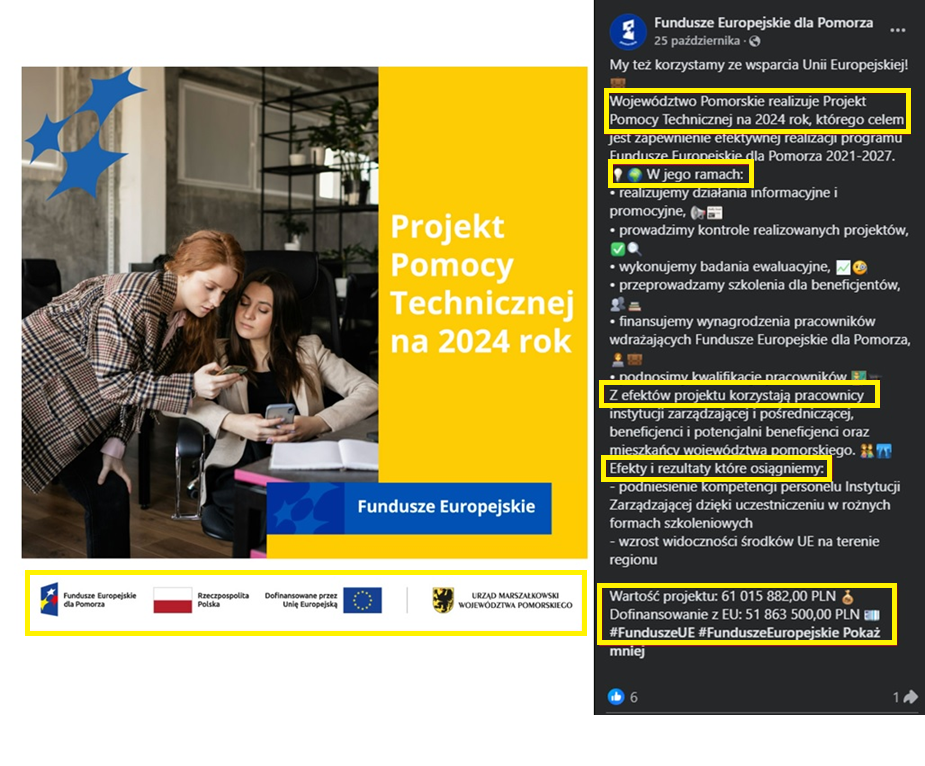 Projekt
Pomocy
Technicznej
na 2024 rok
Fundusze Europejskie
Fundusze Europejskie
dla Pomorza
Rzeczpospolita
Polska
Dofinansowane przez
Unię Europejską
URZĄD MARSZAŁKOWSKI
WOJEWÓDZTWA POMORSKIEGO
Fundusze Europejskie dla Pomorza
25 października ·
My też korzystamy ze wsparcia Unii Europejskiej!
Województwo Pomorskie realizuje Projekt
Pomocy Technicznej na 2024 rok, którego celem
jest zapewnienie efektywnej realizacji programu
Fundusze Europejskie dla Pomorza 2021-2027.
W jego ramach:
• realizujemy działania informacyjne i
promocyjne,
• prowadzimy kontrole realizowanych projektów,
• wykonujemy badania ewaluacyjne,
• przeprowadzamy szkolenia dla beneficjentów,
• finansujemy wynagrodzenia pracowników
wdrażających Fundusze Europejskie dla Pomorza,
• podnosimy kwalifikacje pracowników
Z efektów projektu korzystają pracownicy
instytucji zarządzającej i pośredniczącej,
beneficjenci i potencjalni beneficjenci oraz
mieszkańcy województwa pomorskiego.
Efekty i rezultaty które osiągniemy:
- podniesienie kompetencji personelu Instytucji
Zarządzającej dzięki uczestniczeniu w rożnych
formach szkoleniowych
- wzrost widoczności środków UE na terenie
regionu
Wartość projektu: 61 015 882,00 PLN
Dofinansowanie z EU: 51 863 500,00 PLN
#FunduszeUE #FunduszeEuropejskie Pokaż
mniej
6
1